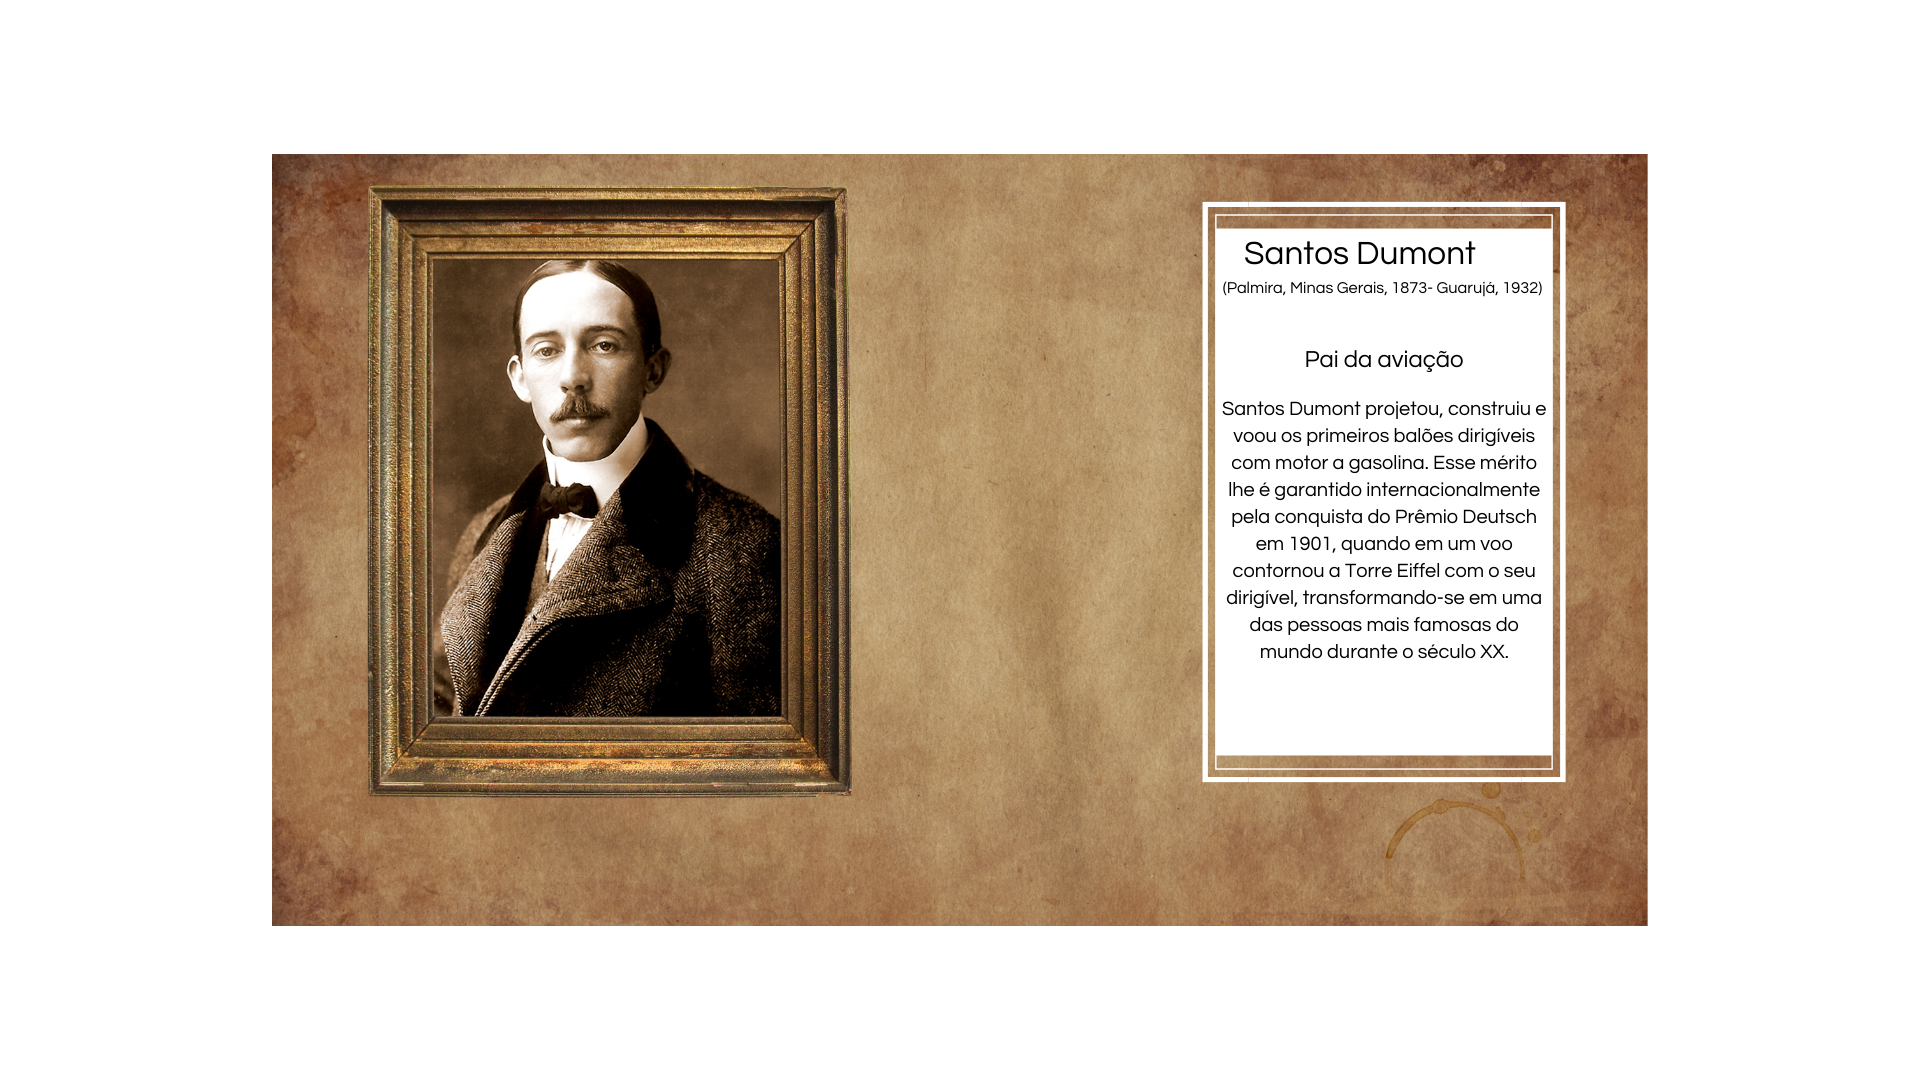 Santos Dumont
(Palmira, Minas Gerais, 1873- Guarujá, 1932)
Pai da aviação
Santos Dumont projetou, construiu e
voou os primeiros balões dirigíveis
com motor a gasolina. Esse mérito
lhe é garantido internacionalmente
pela conquista do Prêmio Deutsch
em 1901, quando em um voo
contornou a Torre Eiffel com o seu
dirigível, transformando-se em uma
das pessoas mais famosas do
mundo durante o século XX.